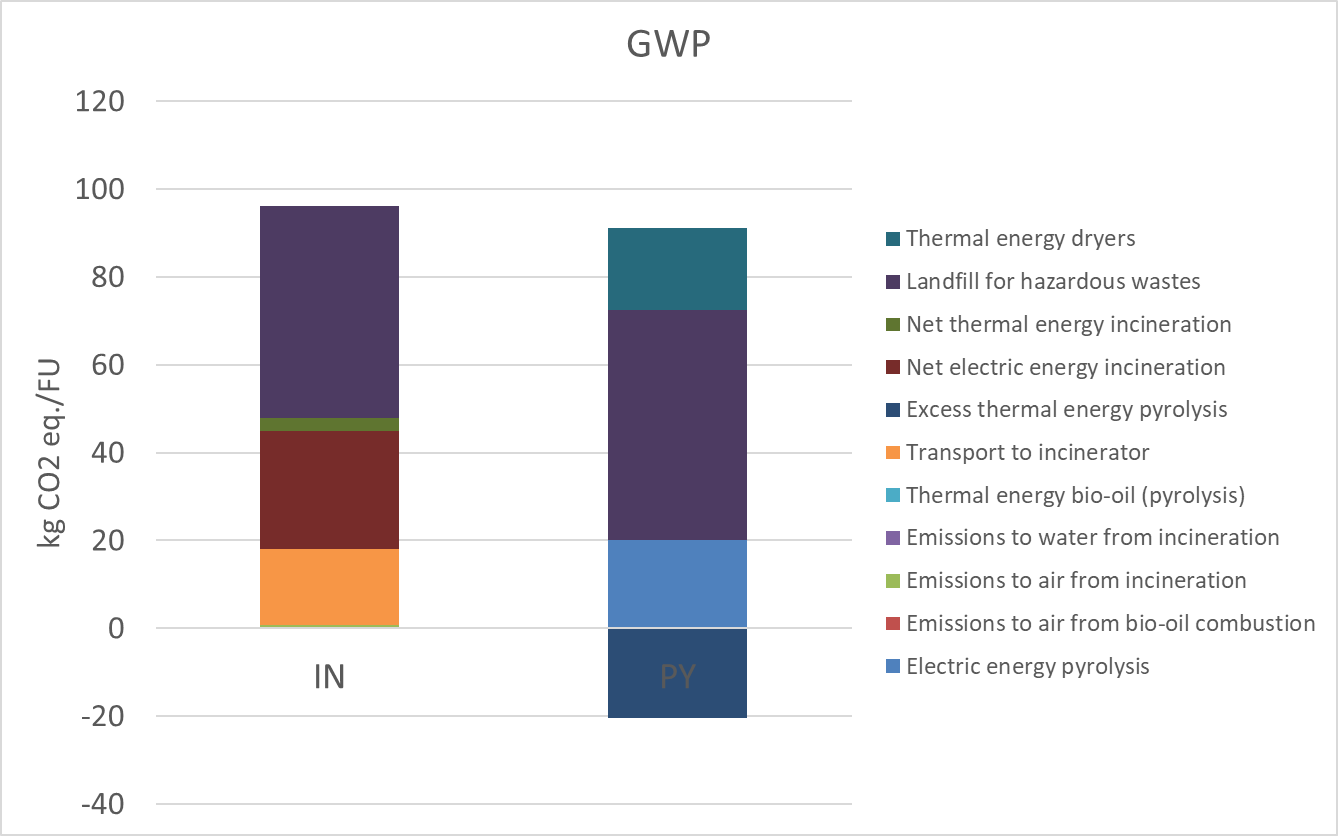 GWP
120
100
80
60
40
20
0
-20
-40
kg CO2 eq./FU
IN
PY
Thermal energy dryers
Landfill for hazardous wastes
Net thermal energy incineration
Net electric energy incineration
Excess thermal energy pyrolysis
Transport to incinerator
Thermal energy bio-oil (pyrolysis)
Emissions to water from incineration
Emissions to air from incineration
Emissions to air from bio-oil combustion
Electric energy pyrolysis